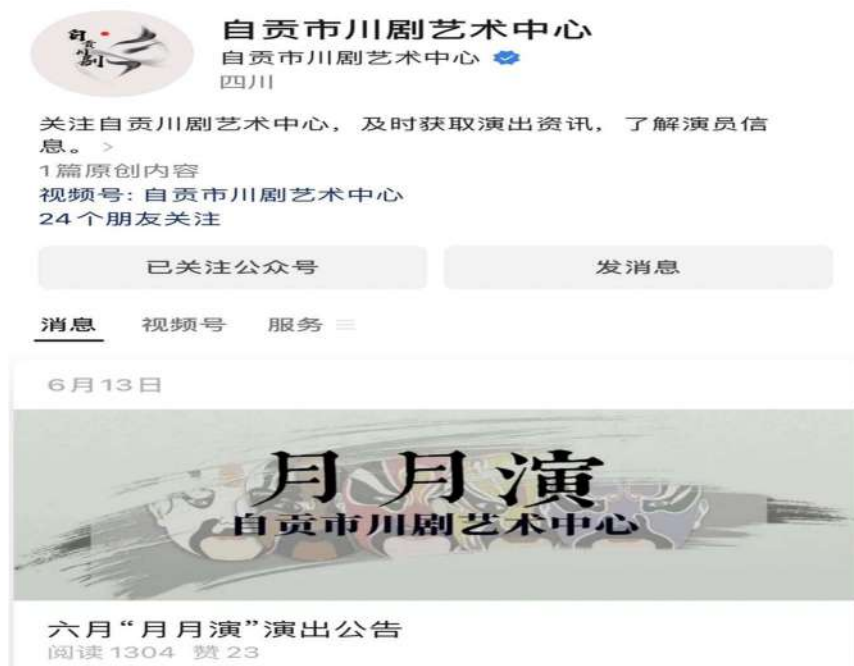 自贡川剧
自贡市川剧艺术中心
自贡市川剧艺术中心
四川
关注自贡川剧艺术中心，及时获取演出资讯，了解演员信
息。 >
1篇原创内容
视频号: 自贡市川剧艺术中心
24个朋友关注
已关注公众号
发消息
消息 视频号 服务
6月13日
月月演
自贡市川剧艺术中心
六月“月月演”演出公告
阅读1304 赞23